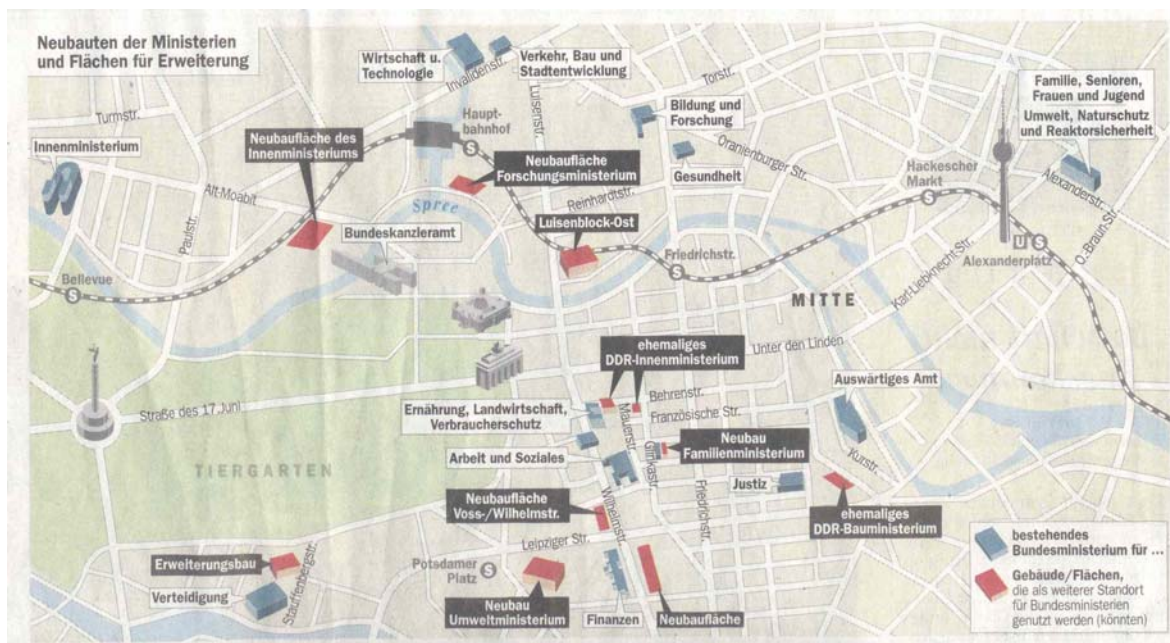 Neubauten der Ministerien
und Flächen für Erweiterung
Wirtschaft u.
Technologie
Invalidenstr.
Verkehr, Bau und
Stadtentwicklung
Torstr.
Familie, Senioren,
Frauen und Jugend
Umwelt, Naturschutz
und Reaktorsicherheit
Turmstr.
Innenministerium
Neubaufläche des
Innenministeriums
Haupt-
bahnhof
S
Luisenstr.
Bildung und
Forschung
Oranienburger Str.
Gesundheit
Neubaufläche
Forschungsministerium
Hackescher
Markt
S
Alexanderstr.
Alt-Moabit
Paulstr.
Spree
Reinhardtstr.
Bundeskanzleramt
Luisenblock-Ost
Friedrichstr.
S
Karl-Liebknecht-Str.
U S
Alexanderplatz
O.-Braun-Str.
Bellevue
S
MITTE
Unter den Linden
ehemaliges
DDR-Innenministerium
Behrenstr.
Französische Str.
Auswärtiges Amt
Straße des 17. Juni
Ernährung, Landwirtschaft,
Verbraucherschutz
Mauerstr.
Glinkastr.
Neubau
Familienministerium
Kurstr.
TIERGARTEN
Arbeit und Soziales
Justiz
Neubaufläche
Voss-/Wilhelmstr.
Wilhelmstr.
Friedrichstr.
ehemaliges
DDR-Bauministerium
Leipziger Str.
Erweiterungsbau
Stauffenbergstr.
Potsdamer
Platz
S
Verteidigung
Neubau
Umweltministerium
Finanzen
Neubaufläche
bestehendes
Bundesministerium für ...
Gebäude/Flächen,
die als weiterer Standort
für Bundesministerien
genutzt werden (könnten)